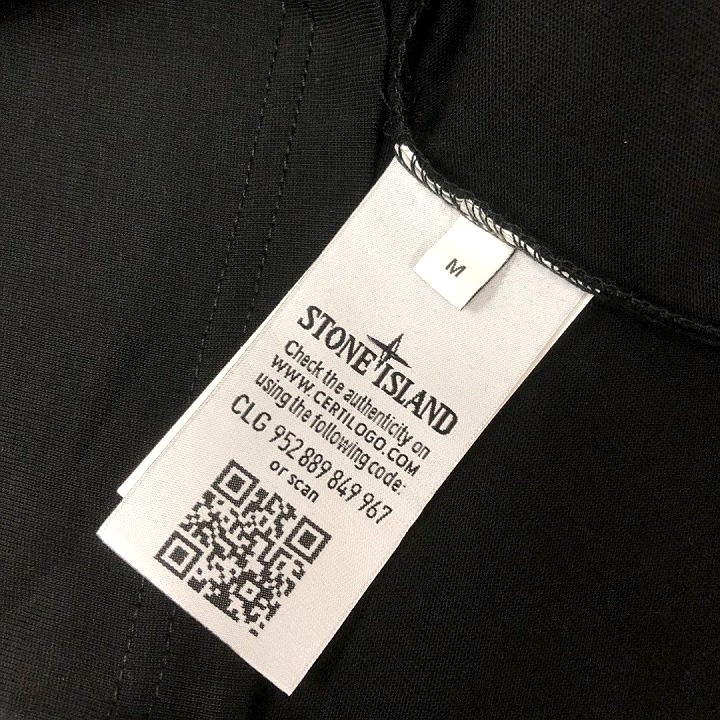 M
STONE ISLAND
Check the authenticity on
WWW.CERTILOGO.COM
using the following code:
CLG 952 889 849 967
or scan